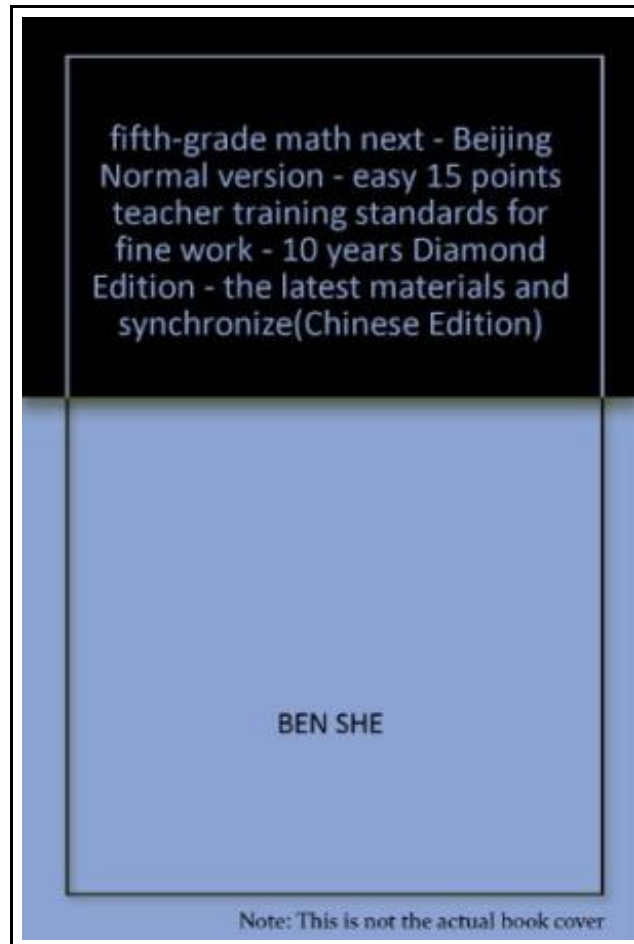 fifth-grade math next - Beijing
Normal version - easy 15 points
teacher training standards for
fine work - 10 years Diamond
Edition - the latest materials and
synchronize(Chinese Edition)
BEN SHE
Note: This is not the actual book cover